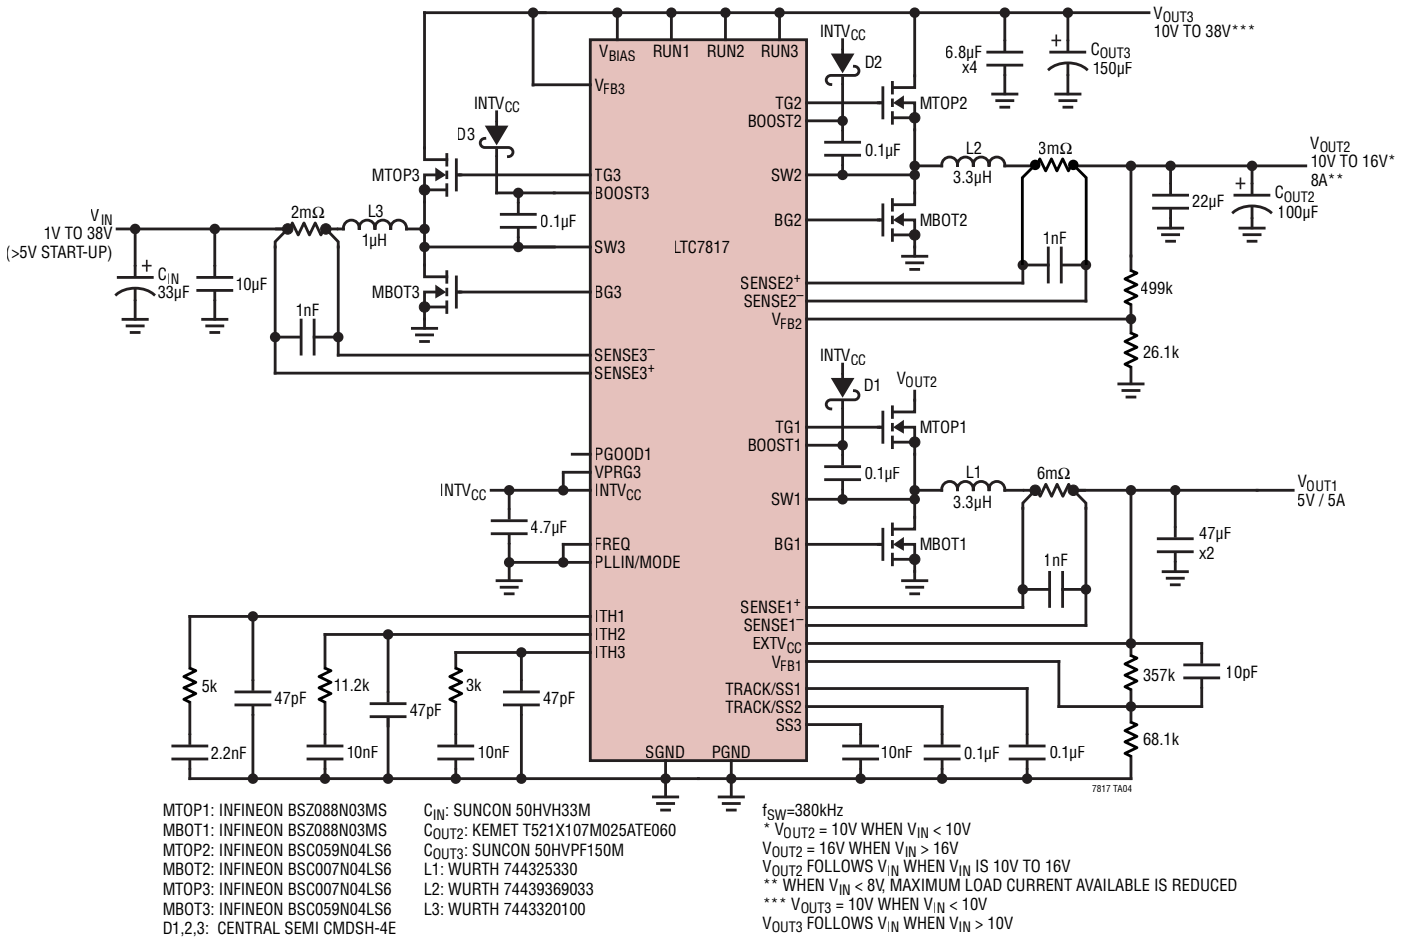 VOUT3
10V TO 38V***
INTVCC
VBIAS
RUN1
RUN2
RUN3
6.8µF
x4
+
COUT3
150µF
D2
VFB3
INTVCC
D3
TG2
BOOST2
MTOP2
0.1µF
L2
3.3µH
3mΩ
VOUT2
10V TO 16V*
8A**
MTOP3
TG3
BOOST3
SW2
22µF
+
COUT2
100µF
VIN
1V TO 38V
(>5V START-UP)
2mΩ
L3
1µH
0.1µF
SW3
LTC7817
BG2
MBOT2
1nF
+
CIN
33µF
10µF
MBOT3
BG3
SENSE2+
SENSE2–
VFB2
499k
1nF
26.1k
SENSE3–
SENSE3+
INTVCC
D1
VOUT2
TG1
BOOST1
MTOP1
PGOOD1
VPRG3
INTVCC
INTVCC
0.1µF
SW1
L1
3.3µH
6mΩ
VOUT1
5V / 5A
4.7µF
FREQ
PLLIN/MODE
BG1
MBOT1
1nF
47µF
x2
ITH1
ITH2
ITH3
SENSE1+
SENSE1–
EXTVCC
VFB1
357k
10pF
5k
47pF
11.2k
47pF
3k
47pF
TRACK/SS1
TRACK/SS2
SS3
68.1k
2.2nF
10nF
10nF
SGND
PGND
10nF
0.1µF
0.1µF
7817 TA04
MTOP1: INFINEON BSZ088N03MS
MBOT1: INFINEON BSZ088N03MS
MTOP2: INFINEON BSC059N04LS6
MBOT2: INFINEON BSC007N04LS6
MTOP3: INFINEON BSC007N04LS6
MBOT3: INFINEON BSC059N04LS6
D1,2,3: CENTRAL SEMI CMDSH-4E
CIN: SUNCON 50HVH33M
COUT2: KEMET T521X107M025ATE060
COUT3: SUNCON 50HVPF150M
L1: WURTH 744325330
L2: WURTH 74439369033
L3: WURTH 7443320100
fSW=380kHz
* VOUT2 = 10V WHEN VIN < 10V
VOUT2 = 16V WHEN VIN > 16V
VOUT2 FOLLOWS VIN WHEN VIN IS 10V TO 16V
** WHEN VIN < 8V, MAXIMUM LOAD CURRENT AVAILABLE IS REDUCED
*** VOUT3 = 10V WHEN VIN < 10V
VOUT3 FOLLOWS VIN WHEN VIN > 10V